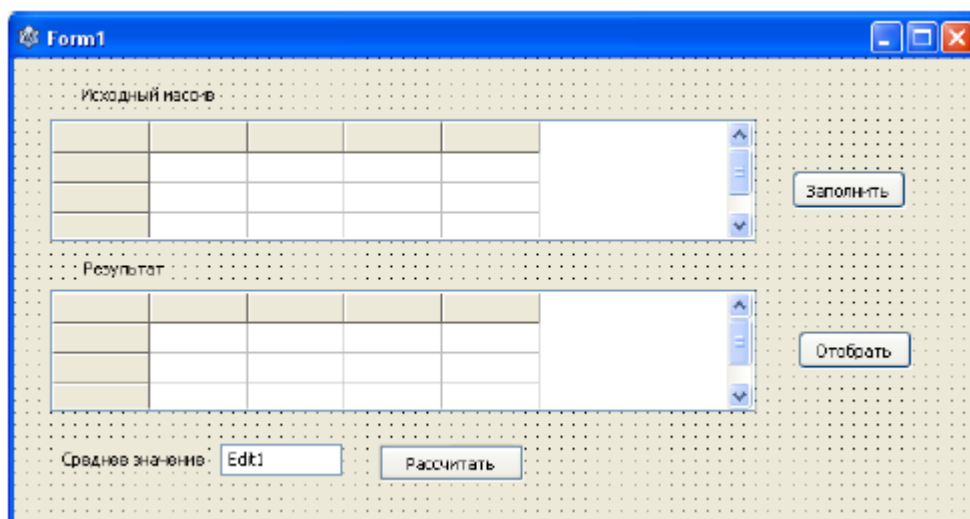 Form1
Исходный массив
Заполнить
Результат
Отобрать
Среднее значение Edit1 Рассчитать